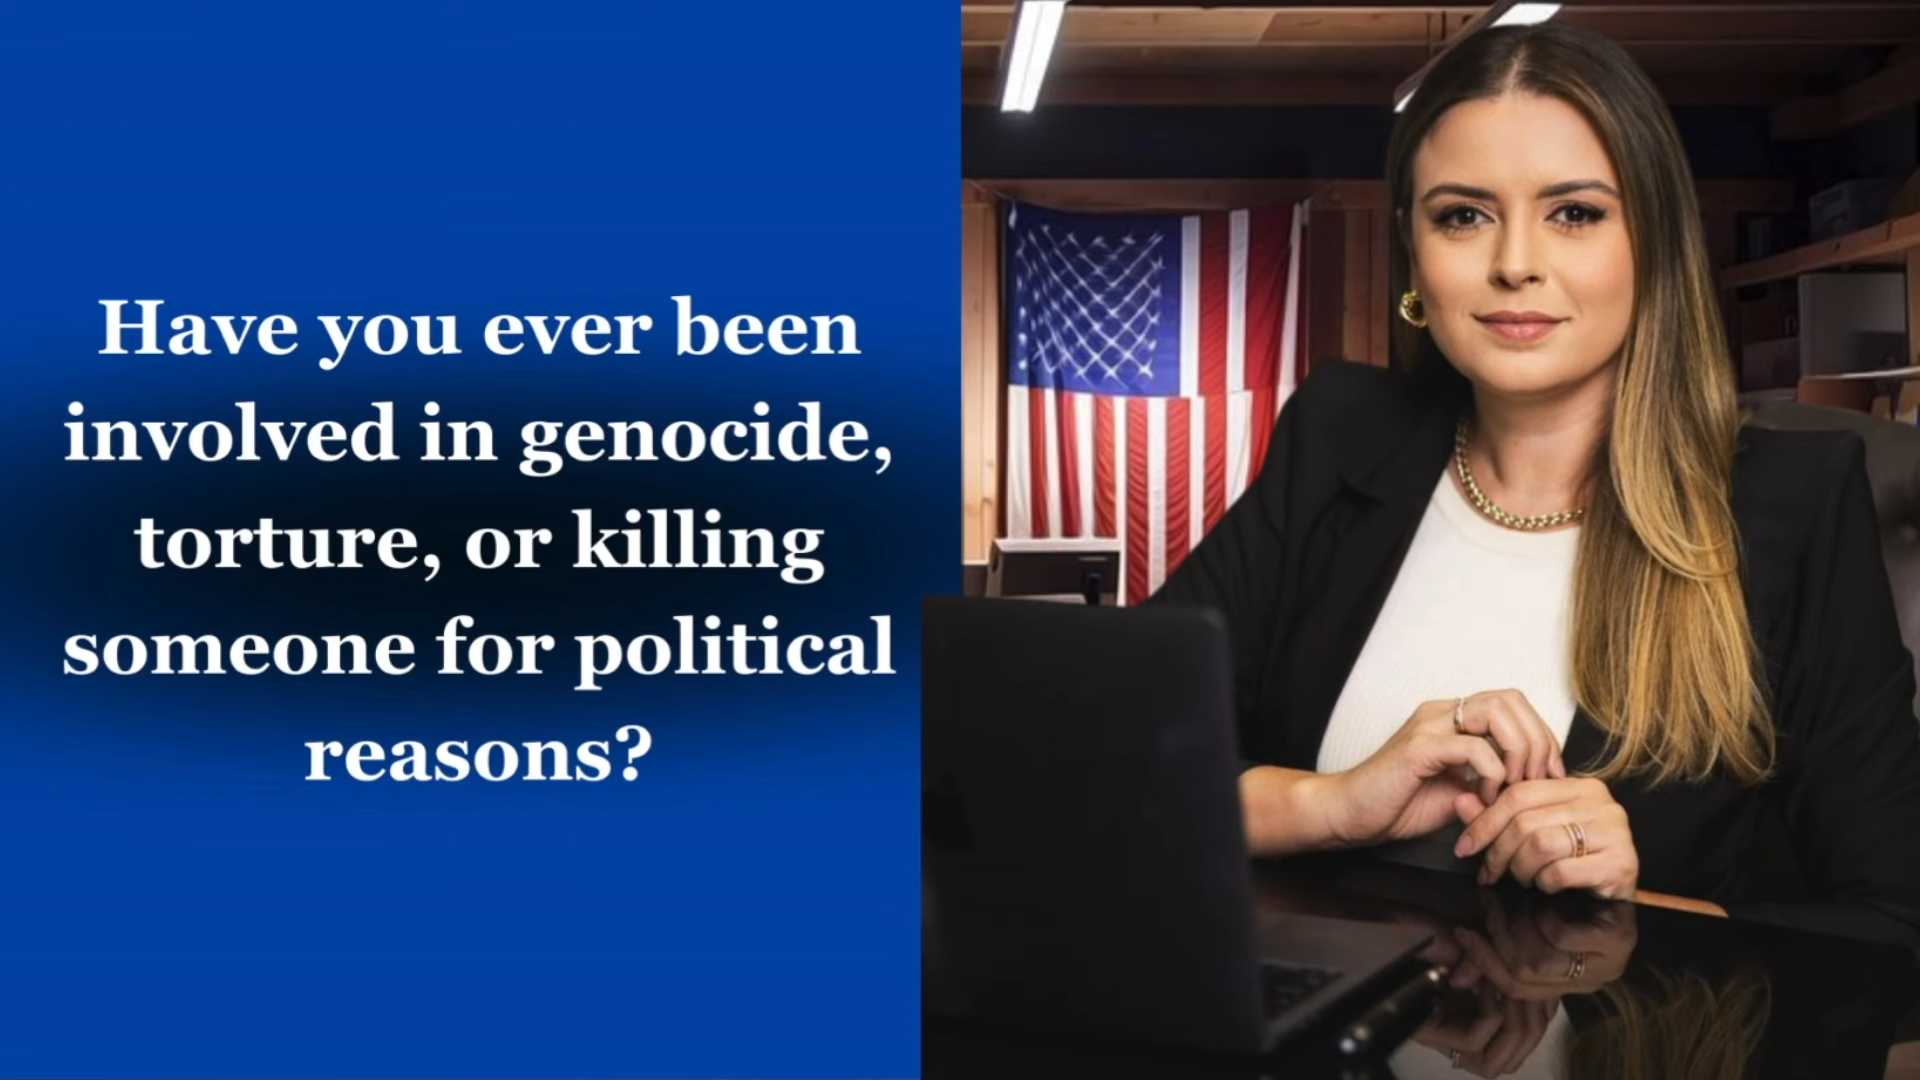 Have you ever been
involved in genocide,
torture, or killing
someone for political
reasons?